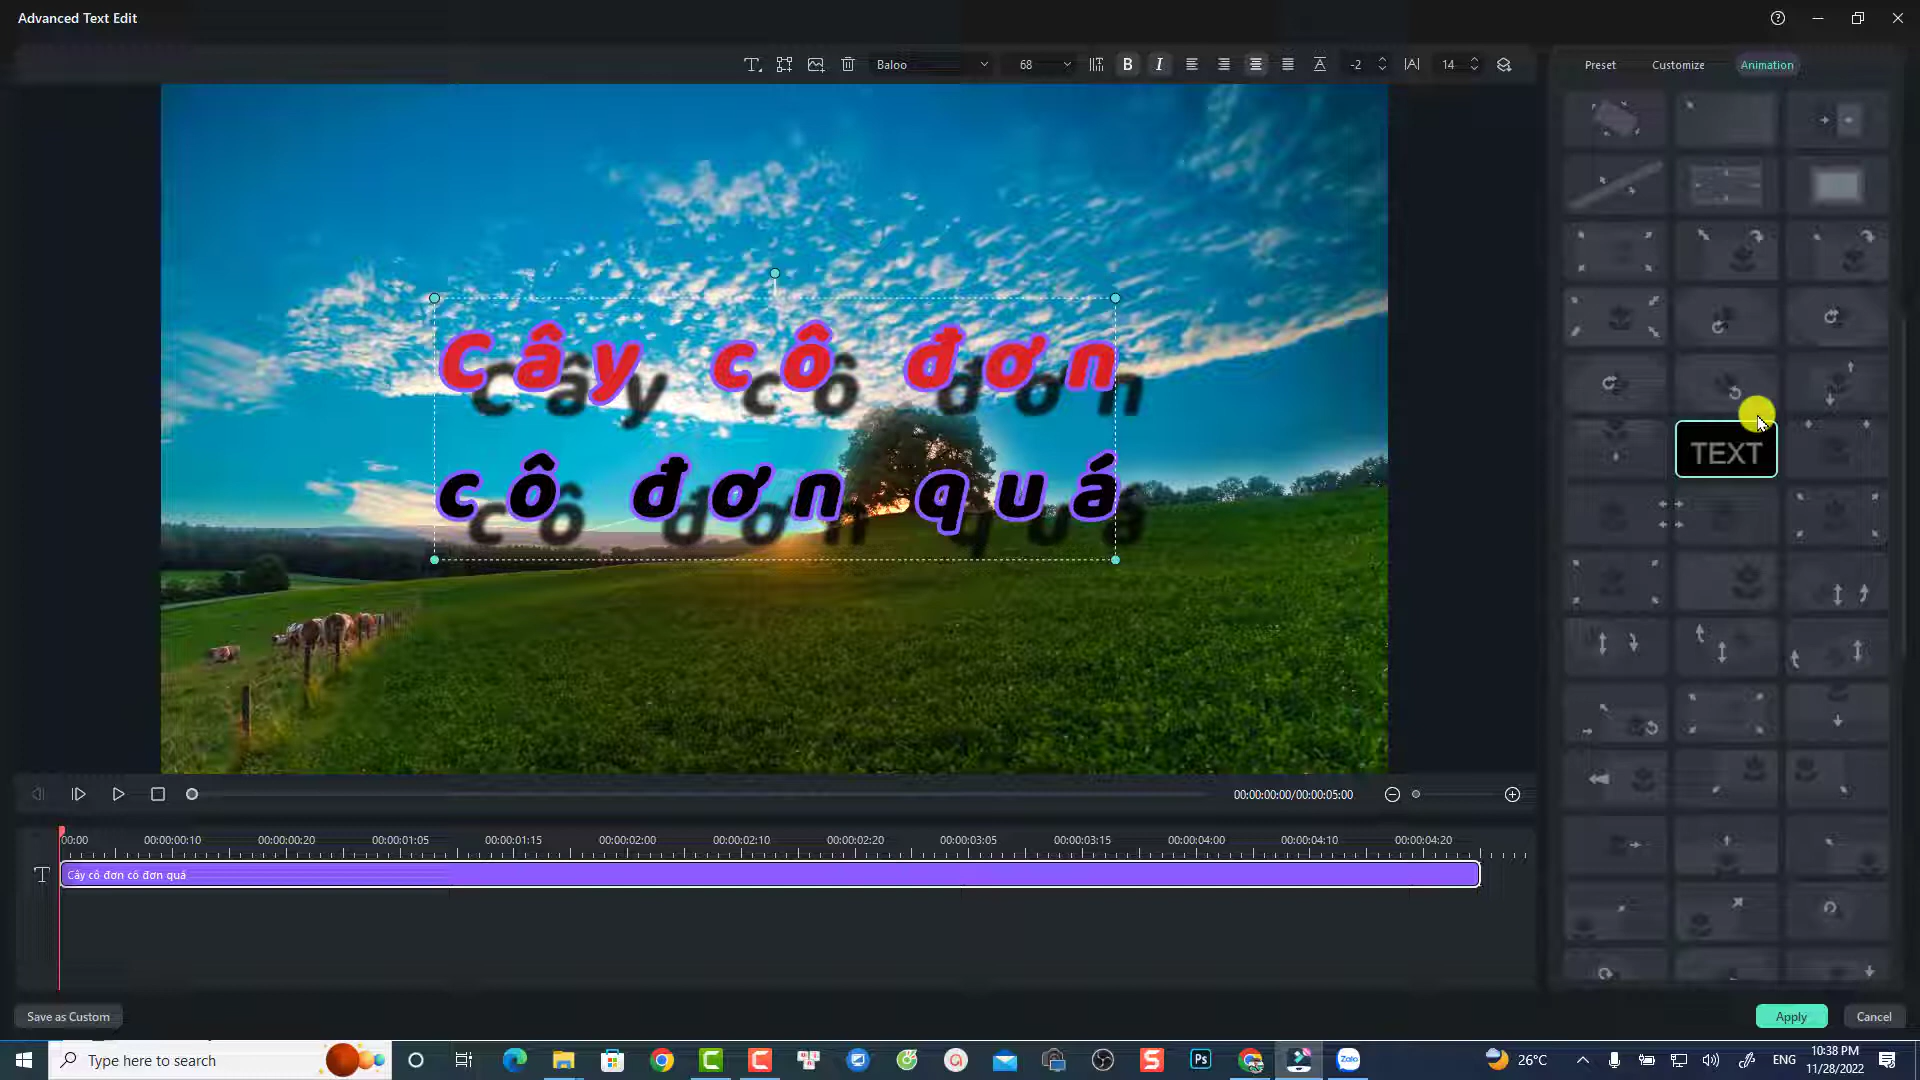 Advanced Text Edit
Baloo
68
-2
14
Preset
Customize
Animation
Cây cô đơn
cô đơn quá
TEXT
00:00:00:00/00:00:05:00
00:00
00:00:00:10
00:00:00:20
00:00:01:05
00:00:01:15
00:00:02:00
00:00:02:10
00:00:02:20
00:00:03:05
00:00:03:15
00:00:04:00
00:00:04:10
00:00:04:20
Cây cô đơn cô đơn quá
Save as Custom
Apply
Cancel
Type here to search
Ps
Zalo
26°C
ENG
10:38 PM
11/28/2022